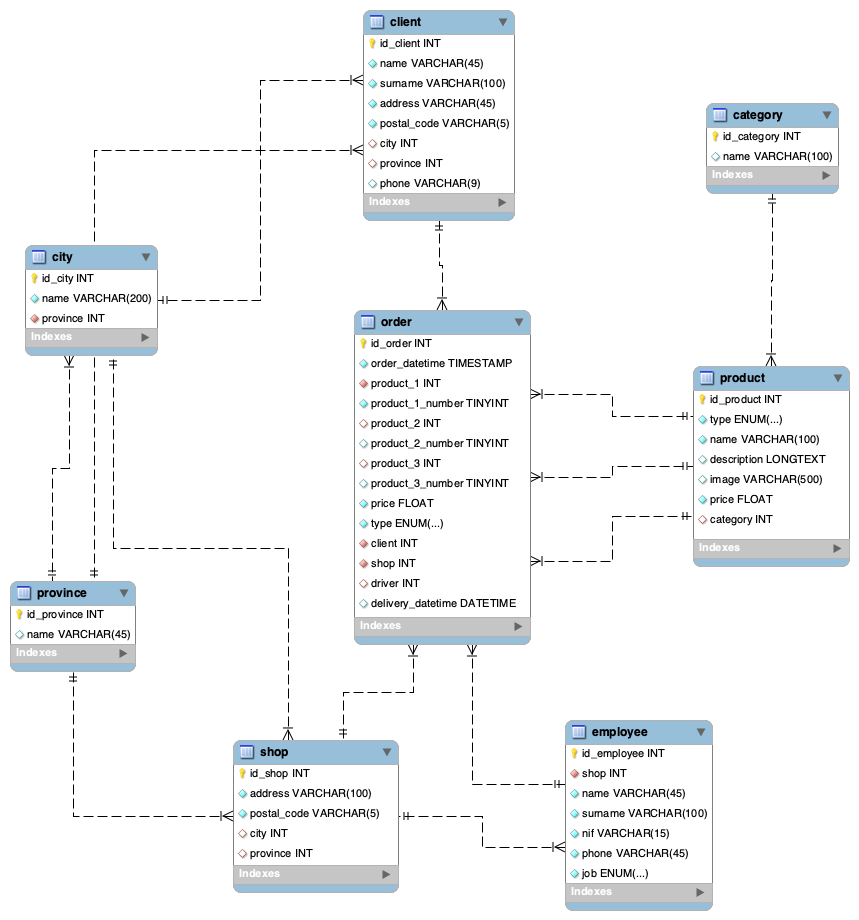 client
id_client INT
name VARCHAR(45)
surname VARCHAR(100)
address VARCHAR(45)
postal_code VARCHAR(5)
city INT
province INT
phone VARCHAR(9)
Indexes
category
id_category INT
name VARCHAR(100)
Indexes
city
id_city INT
name VARCHAR(200)
province INT
Indexes
order
id_order INT
order_datetime TIMESTAMP
product_1 INT
product_1_number TINYINT
product_2 INT
product_2_number TINYINT
product_3 INT
product_3_number TINYINT
price FLOAT
type ENUM(...)
client INT
shop INT
driver INT
delivery_datetime DATETIME
Indexes
product
id_product INT
type ENUM(...)
name VARCHAR(100)
description LONGTEXT
image VARCHAR(500)
price FLOAT
category INT
Indexes
province
id_province INT
name VARCHAR(45)
Indexes
shop
id_shop INT
address VARCHAR(100)
postal_code VARCHAR(5)
city INT
province INT
Indexes
employee
id_employee INT
shop INT
name VARCHAR(45)
surname VARCHAR(100)
nif VARCHAR(15)
phone VARCHAR(45)
job ENUM(...)
Indexes